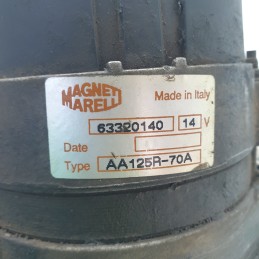 MAGNETI
MARELLI
Made in Italy
63320140 14 V
Date
Type AA125R-70A